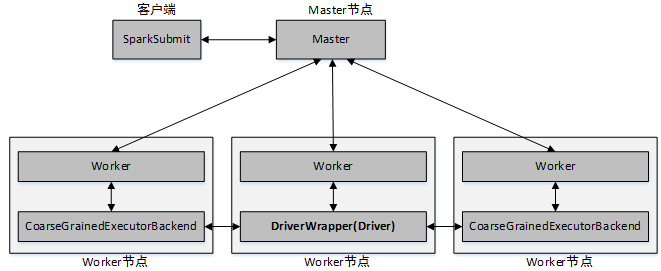 客户端
Master节点
SparkSubmit
Master
Worker
Worker
Worker
CoarseGrainedExecutorBackend
DriverWrapper(Driver)
CoarseGrainedExecutorBackend
Worker节点
Worker节点
Worker节点